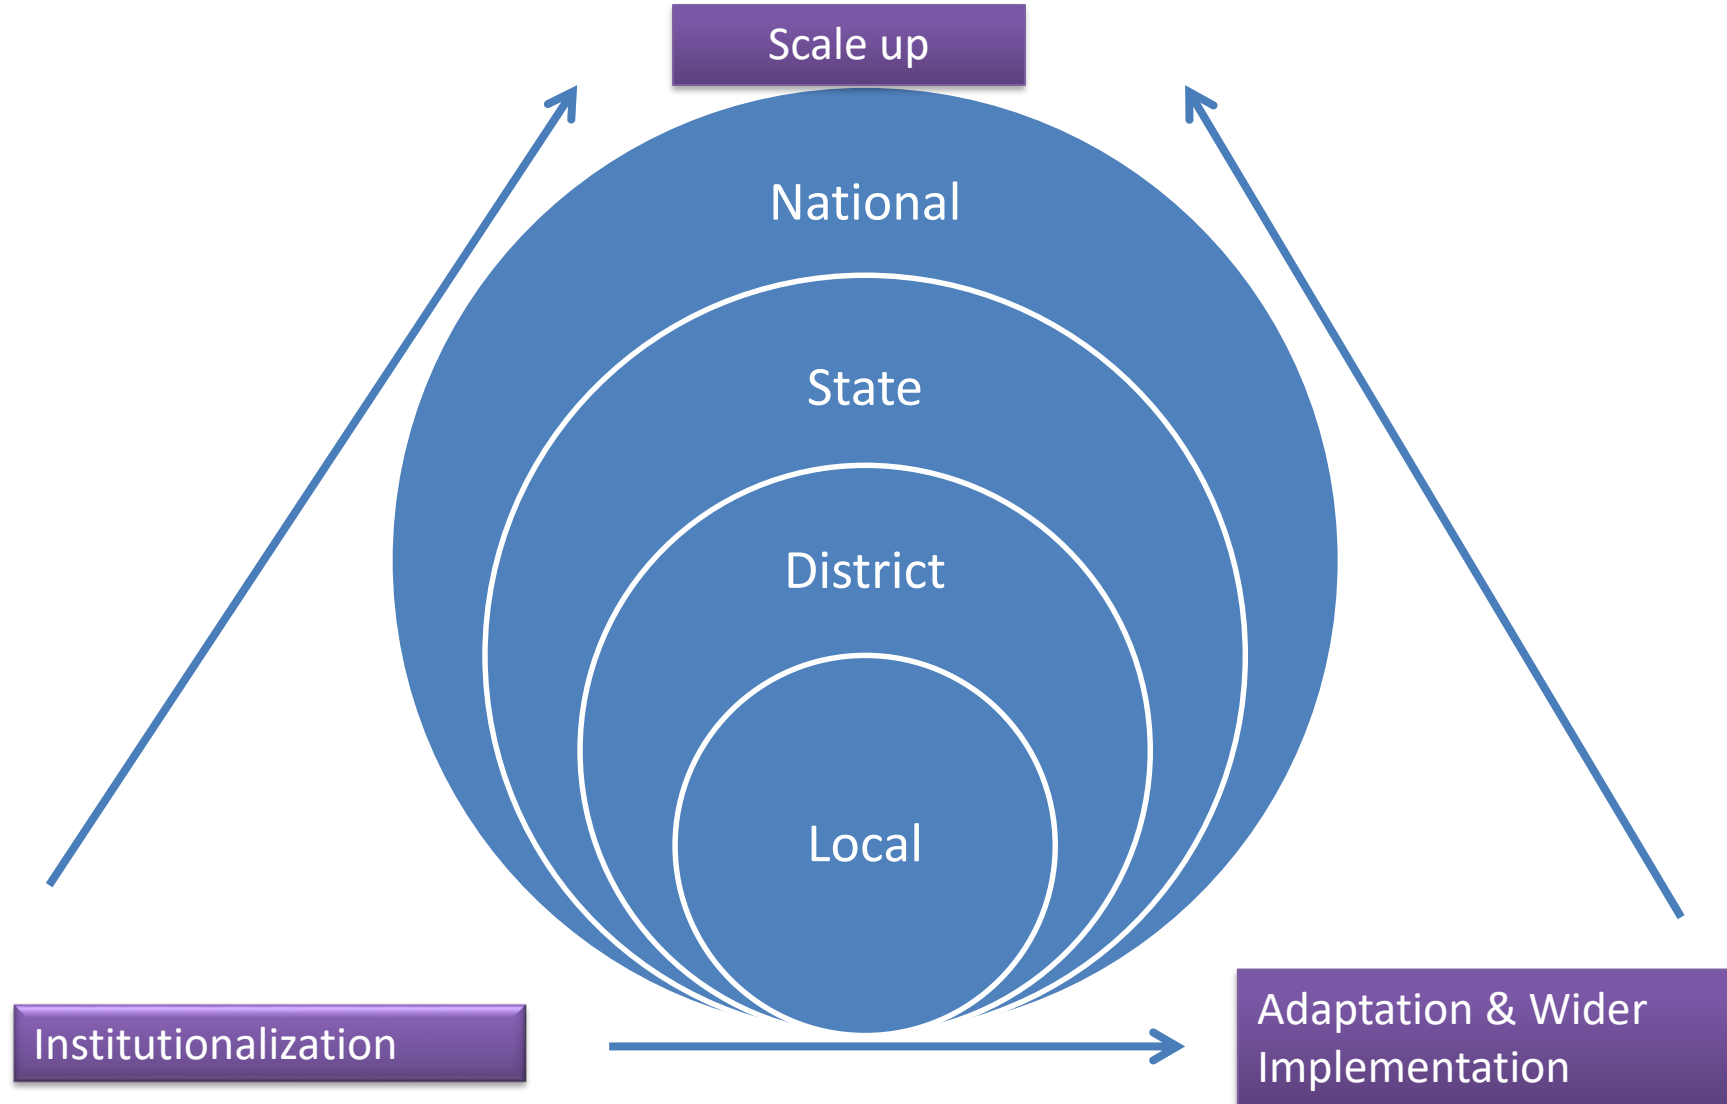 Scale up
National
State
District
Local
Institutionalization
Adaptation & Wider
Implementation